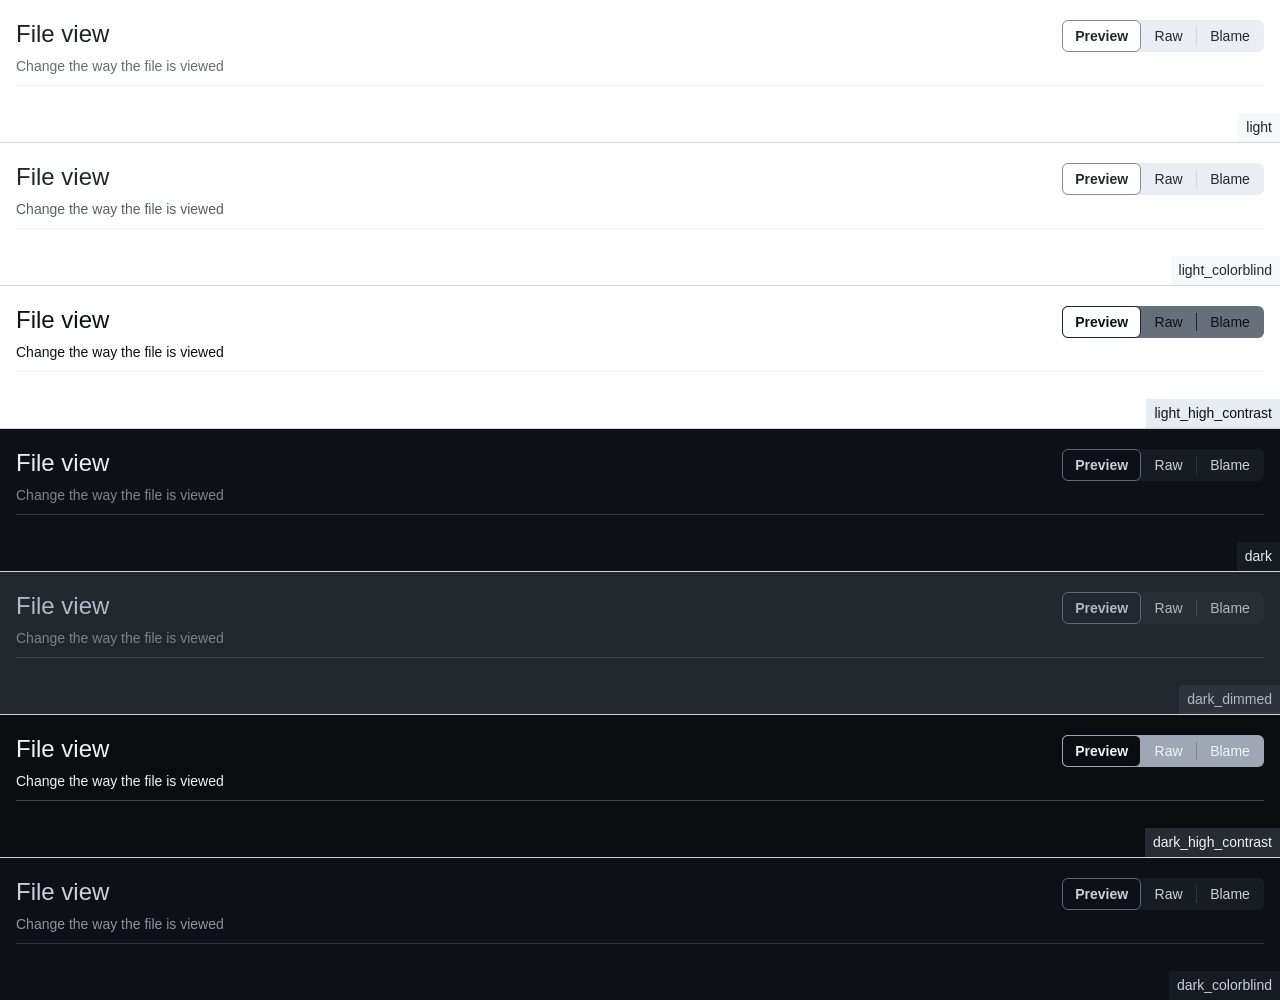 File view
Preview Raw Blame
Change the way the file is viewed
light
File view
Preview Raw Blame
Change the way the file is viewed
light_colorblind
File view
Preview Raw Blame
Change the way the file is viewed
light_high_contrast
File view
Preview Raw Blame
Change the way the file is viewed
dark
File view
Preview Raw Blame
Change the way the file is viewed
dark_dimmed
File view
Preview Raw Blame
Change the way the file is viewed
dark_high_contrast
File view
Preview Raw Blame
Change the way the file is viewed
dark_colorblind